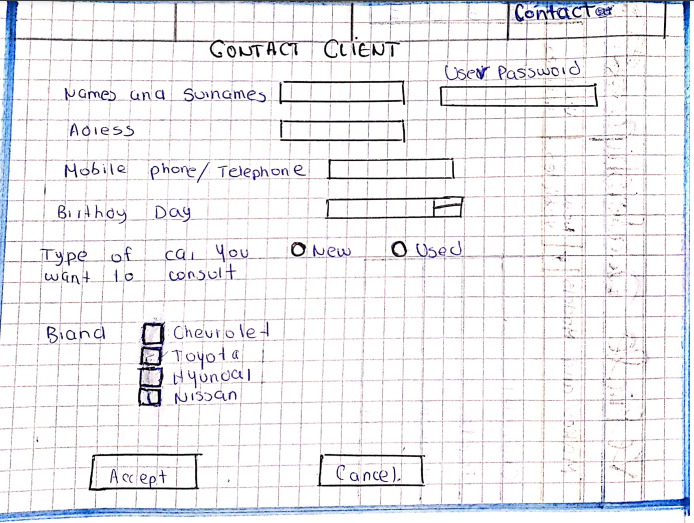 Contact
CONTACT CLIENT
User Password
Names and Surnames
Adress
Mobile phone/ Telephone
Birthay Day
Type of car you
want to consult
New
Used
Brand
Chevrolet
Toyota
Hyundai
Nissan
Accept
Cancel.